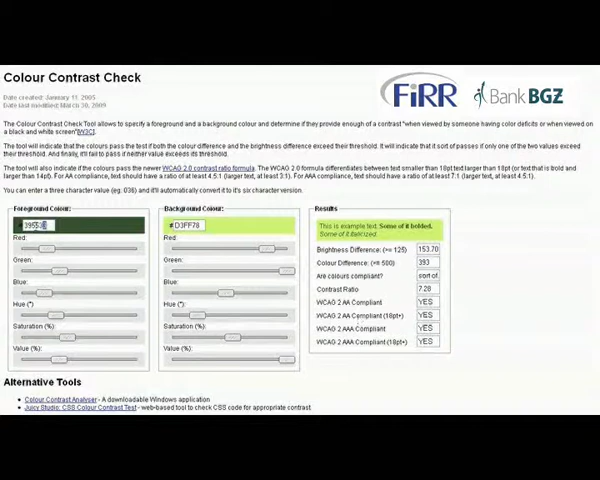 Colour Contrast Check
FiRR
Bank BGZ
Date created: January 11, 2005
Date last modified: March 30, 2009
The Colour Contrast Check Tool allows to specify a foreground and a background colour and determine if they provide enough of a contrast "when viewed by someone having color deficits or when viewed on
a black and white screen"[W3C].
The tool will indicate that the colours pass the test if both the colour difference and the brightness difference exceed their threshold. It will indicate that it sort of passes if only one of the two values exceed
their threshold. And finally, it'll fail to pass if neither value exceeds its threshold.
The tool will also indicate if the colours pass the newer WCAG 2.0 contrast ratio formula. The WCAG 2.0 formula differentiates between text smaller than 18pt text larger than 18pt (or text that is bold and
larger than 14pt). For AA compliance, text should have a ratio of at least 4.5:1 (larger text, at least 3:1). For AAA compliance, text should have a ratio of at least 7:1 (larger text, at least 4.5:1).
You can enter a three character value (eg. 036) and it'll automatically convert it to it's six character version.
Foreground Colour:
#
Red:
Green:
Blue:
Hue (°)
Saturation (%):
Value (%):
Background Colour:
# D3FF78
Red:
Green:
Blue:
Hue (°):
Saturation (%):
Value (%):
Results
This is example text. Some of it bolded.
Some of it italicized.
Brightness Difference: (>= 125) 153.70
Colour Difference: (>= 500) 393
Are colours compliant? sort of.
Contrast Ratio 7.28
WCAG 2 AA Compliant YES
WCAG 2 AA Compliant (18pt+) YES
WCAG 2 AAA Compliant YES
WCAG 2 AAA Compliant (18pt+) YES
Alternative Tools
Colour Contrast Analyser - A downloadable Windows application
Juicy Studio: CSS Colour Contrast Test - web-based tool to check CSS code for appropriate contrast.